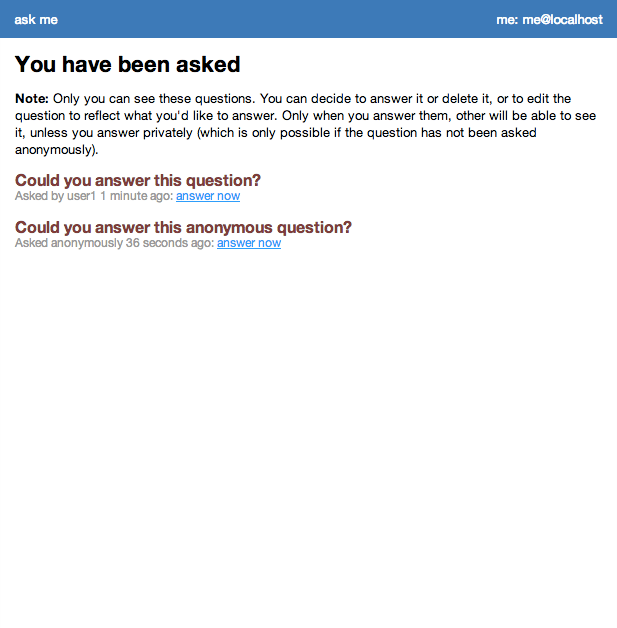 ask me
me: me@localhost
You have been asked
Note: Only you can see these questions. You can decide to answer it or delete it, or to edit the
question to reflect what you'd like to answer. Only when you answer them, other will be able to see
it, unless you answer privately (which is only possible if the question has not been asked
anonymously).
Could you answer this question?
Asked by user1 1 minute ago: answer now
Could you answer this anonymous question?
Asked anonymously 36 seconds ago: answer now